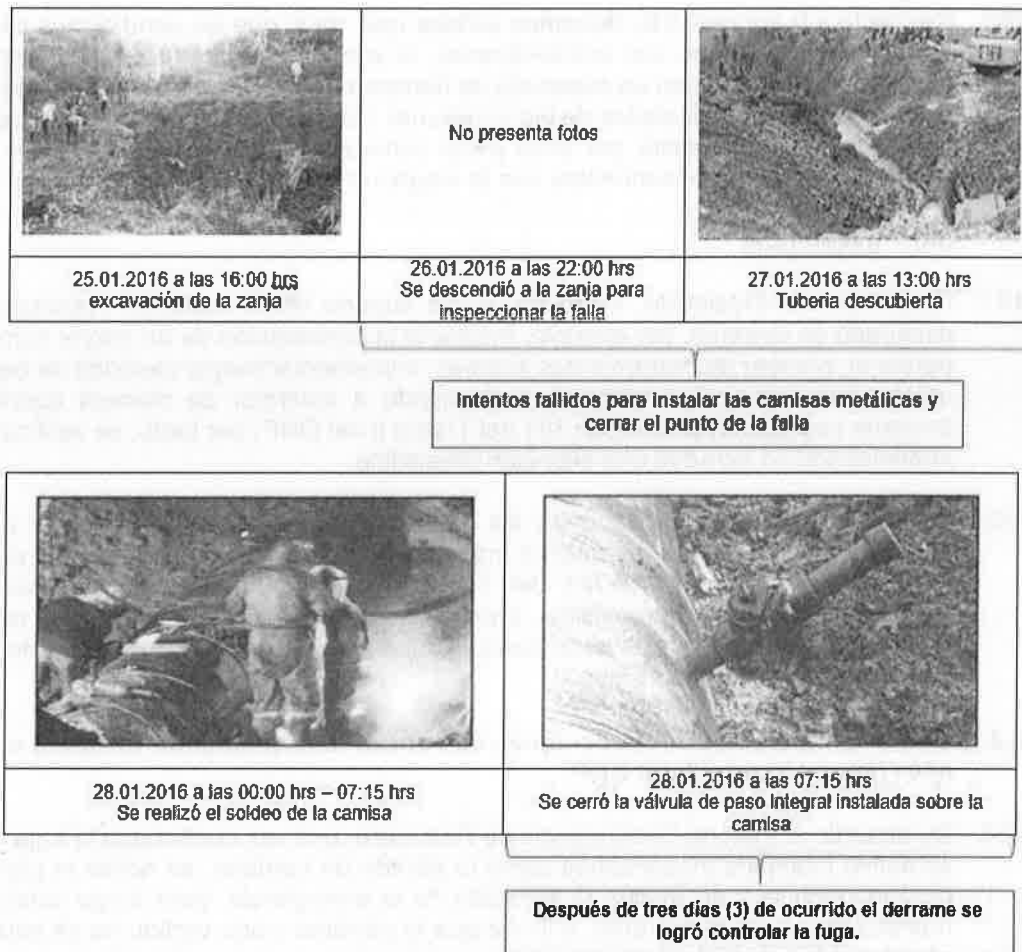 No presenta fotos
25.01.2016 a las 16:00 hrs
excavación de la zanja
26.01.2016 a las 22:00 hrs
Se descendió a la zanja para
inspeccionar la falla
27.01.2016 a las 13:00 hrs
Tuberia descubierta
Intentos fallidos para instalar las camisas metálicas y
cerrar el punto de la falla
28.01.2016 a las 00:00 hrs – 07:15 hrs
Se realizó el soldeo de la camisa
28.01.2016 a las 07:15 hrs
Se cerró la válvula de paso integral instalada sobre la
camisa
Después de tres días (3) de ocurrido el derrame se
logró controlar la fuga.